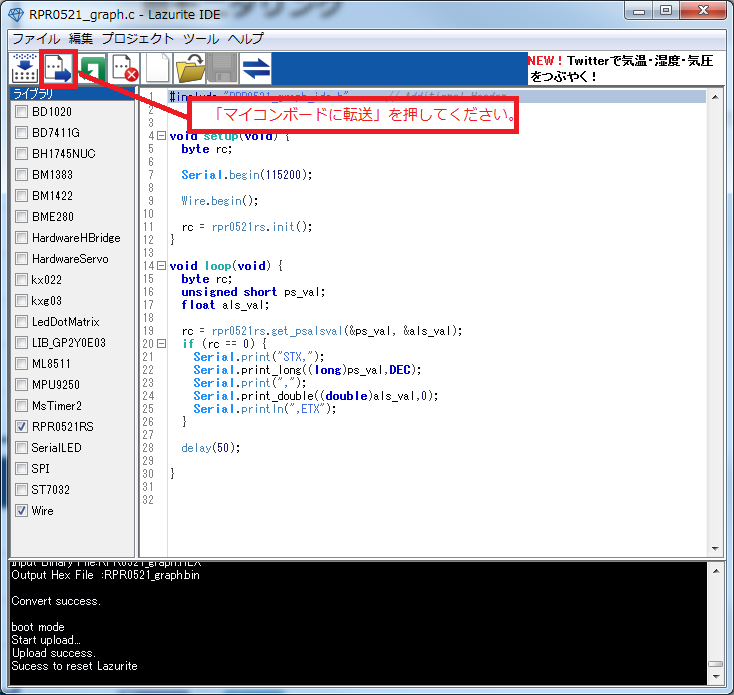 RPR0521_graph.c - Lazurite IDE
ファイル 編集 プロジェクト ツール ヘルプ
NEW！Twitterで気温・湿度・気圧
をつぶやく！
ライブラリ
BD1020
BD7411G
BH1745NUC
BM1383
BM1422
BME280
HardwareHBridge
HardwareServo
kx022
kxg03
LedDotMatrix
LIB_GP2Y0E03
ML8511
MPU9250
MsTimer2
RPR0521RS
SerialLED
SPI
ST7032
Wire
「マイコンボードに転送」を押してください。
1 #include "RPR0521_graph_ide.h" // Additional Header
2
3
4 void setup(void) {
5 byte rc;
6
7 Serial.begin(115200);
8
9 Wire.begin();
10
11 rc = rpr0521rs.init();
12 }
13
14 void loop(void) {
15 byte rc;
16 unsigned short ps_val;
17 float als_val;
18
19 rc = rpr0521rs.get_psalsval(&ps_val, &als_val);
20 if (rc == 0) {
21 Serial.print("STX,");
22 Serial.print_long((long)ps_val,DEC);
23 Serial.print(",");
24 Serial.print_double((double)als_val,0);
25 Serial.println(",ETX");
26 }
27
28 delay(50);
29
30 }
31
32
Input Binary File:RPR0521_graph.HEX
Output Hex File :RPR0521_graph.bin
Convert success.
boot mode
Start upload...
Upload success.
Sucess to reset Lazurite